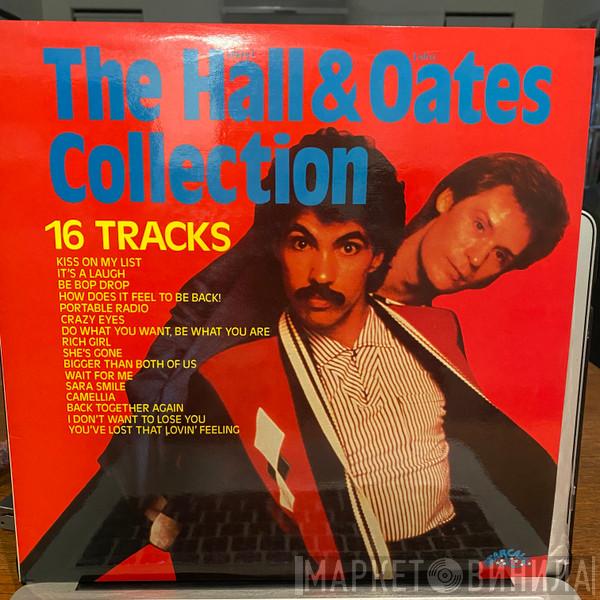 The Hall & Oates
Collection
16 TRACKS
KISS ON MY LIST
IT'S A LAUGH
BE BOP DROP
HOW DOES IT FEEL TO BE BACK!
PORTABLE RADIO
CRAZY EYES
DO WHAT YOU WANT, BE WHAT YOU ARE
RICH GIRL
SHE'S GONE
BIGGER THAN BOTH OF US
WAIT FOR ME
SARA SMILE
CAMELLIA
BACK TOGETHER AGAIN
I DON'T WANT TO LOSE YOU
YOU'VE LOST THAT LOVIN' FEELING
МАРКЕТ ВИНИЛА